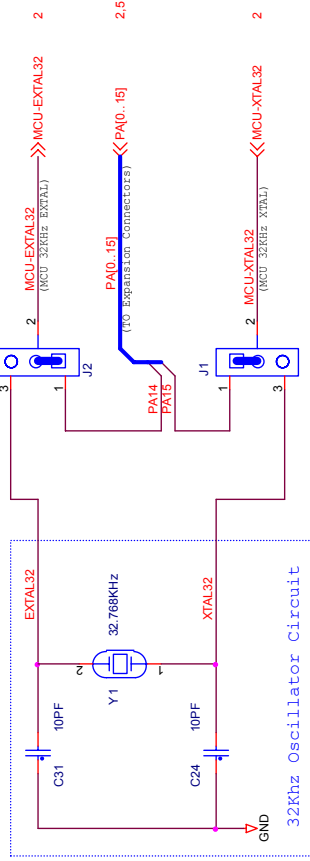 2
2,5
2
MCU-EXTAL32
PA[0..15]
MCU-XTAL32
MCU-EXTAL32
(MCU 32KHz EXTAL)
PA[0..15]
(TO Expansion Connectors)
MCU-XTAL32
(MCU 32KHz XTAL)
2
2
3
1
J2
PA14
PA15
J1
1
3
EXTAL32
XTAL32
2
Y1
1
32.768KHz
C31
10PF
C24
10PF
GND
32Khz Oscillator Circuit